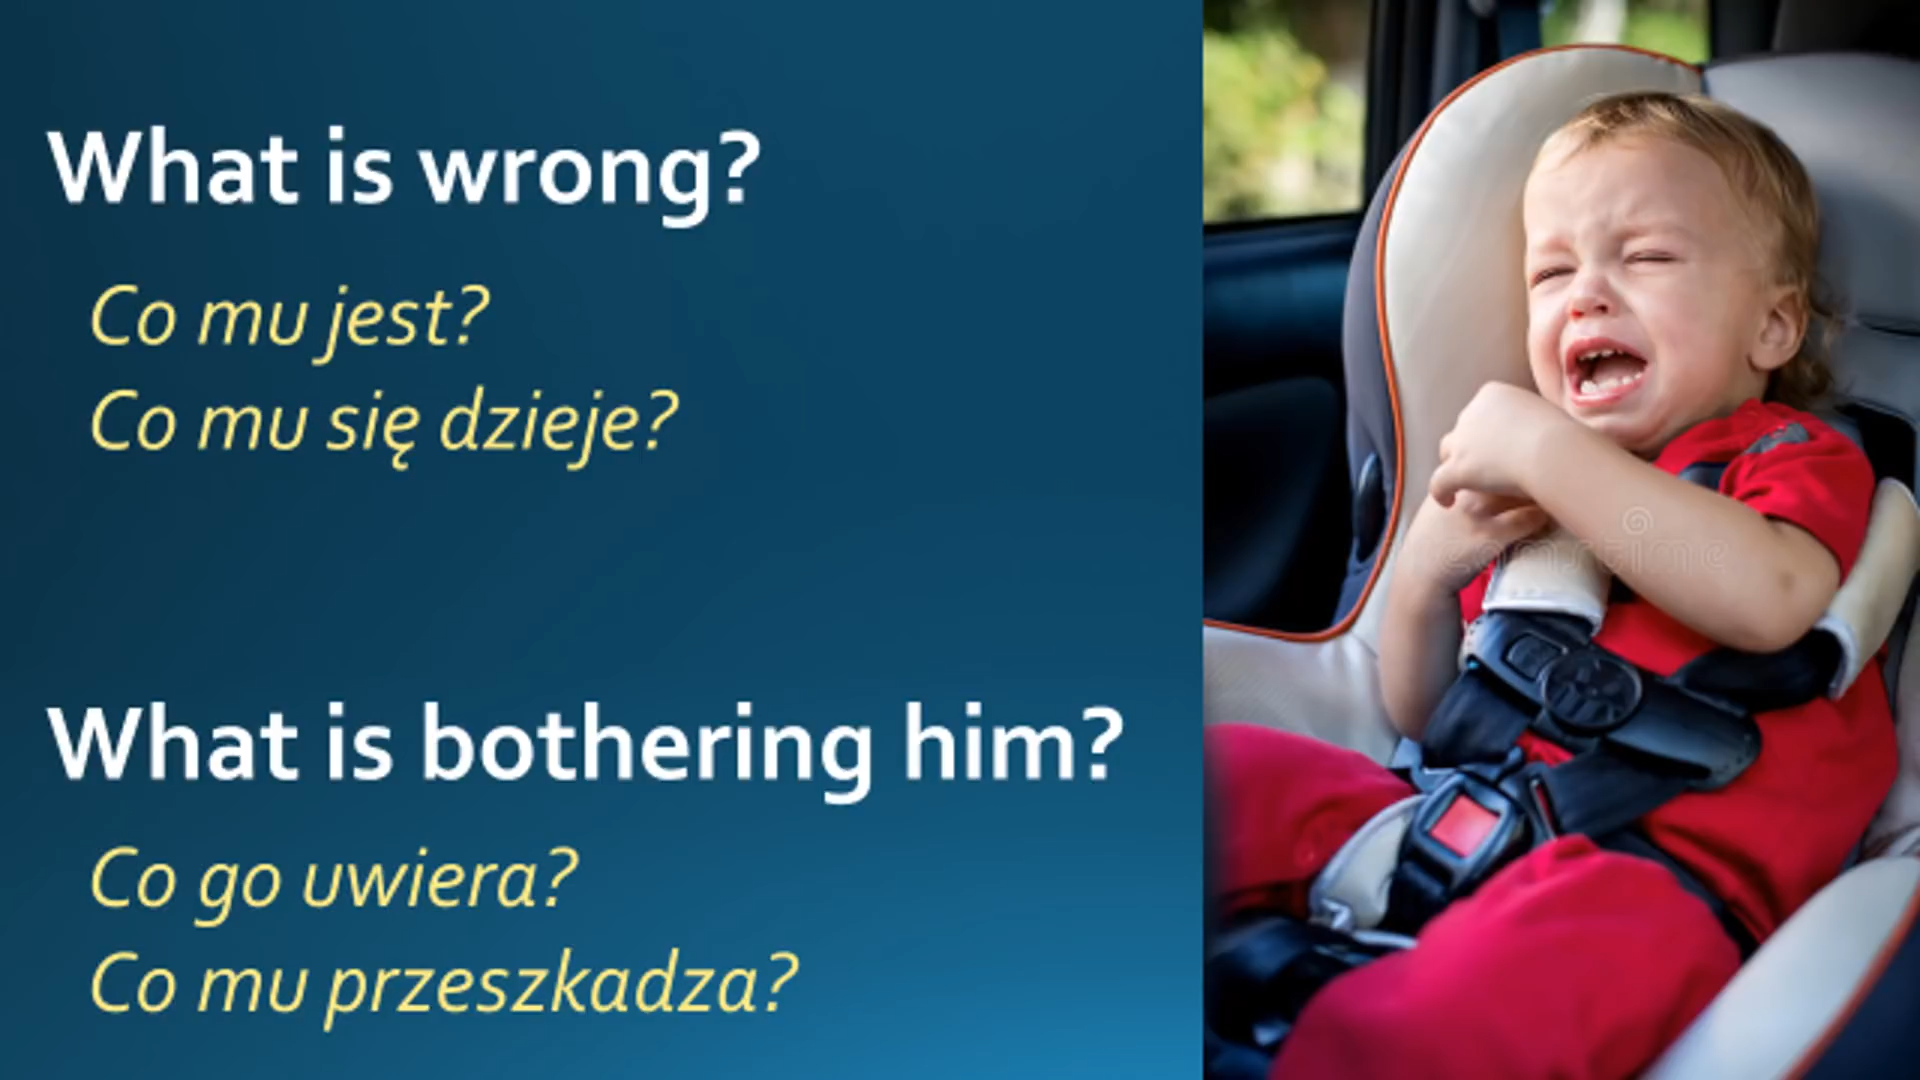 What is wrong?
Co mu jest?
Co mu się dzieje?
What is bothering him?
Co go uwiera?
Co mu przeszkadza?